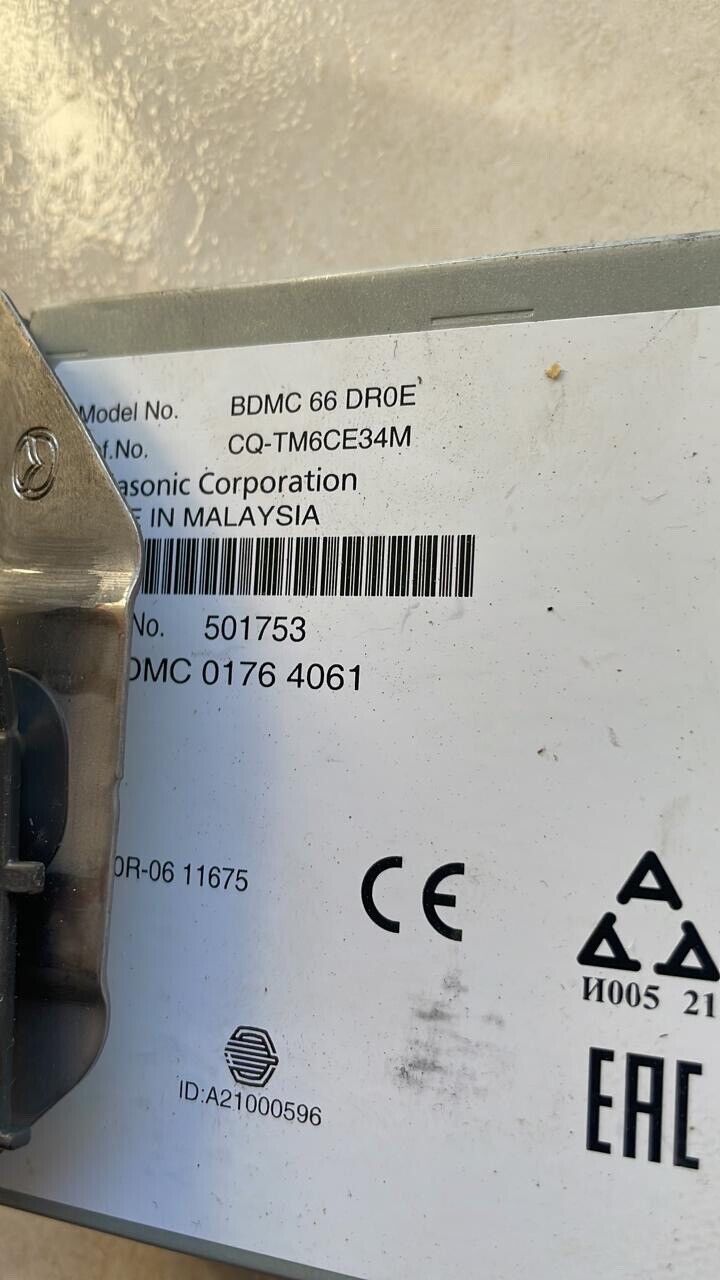 Model No. BDMC 66 DR0E
f.No. CQ-TM6CE34M
asonic Corporation
E IN MALAYSIA
No. 501753
DMC 0176 4061
OR-06 11675
CE
И005 21
ID:A21000596
EAC